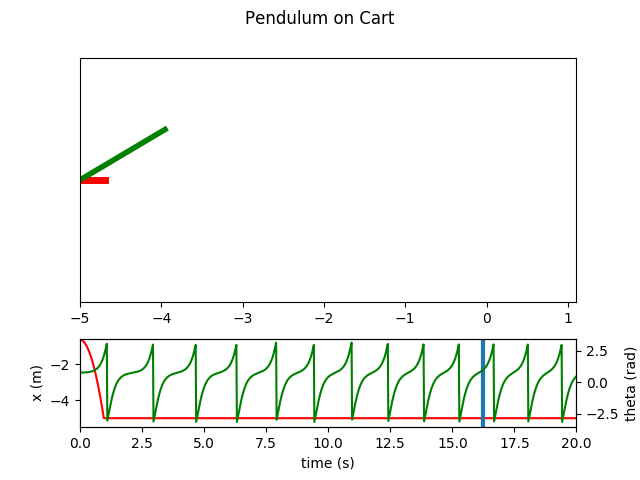 Pendulum on Cart
−5 −4 −3 −2 −1 0 1
x (m)
−2
−4
2.5
0.0
−2.5
theta (rad)
0.0 2.5 5.0 7.5 10.0 12.5 15.0 17.5 20.0
time (s)